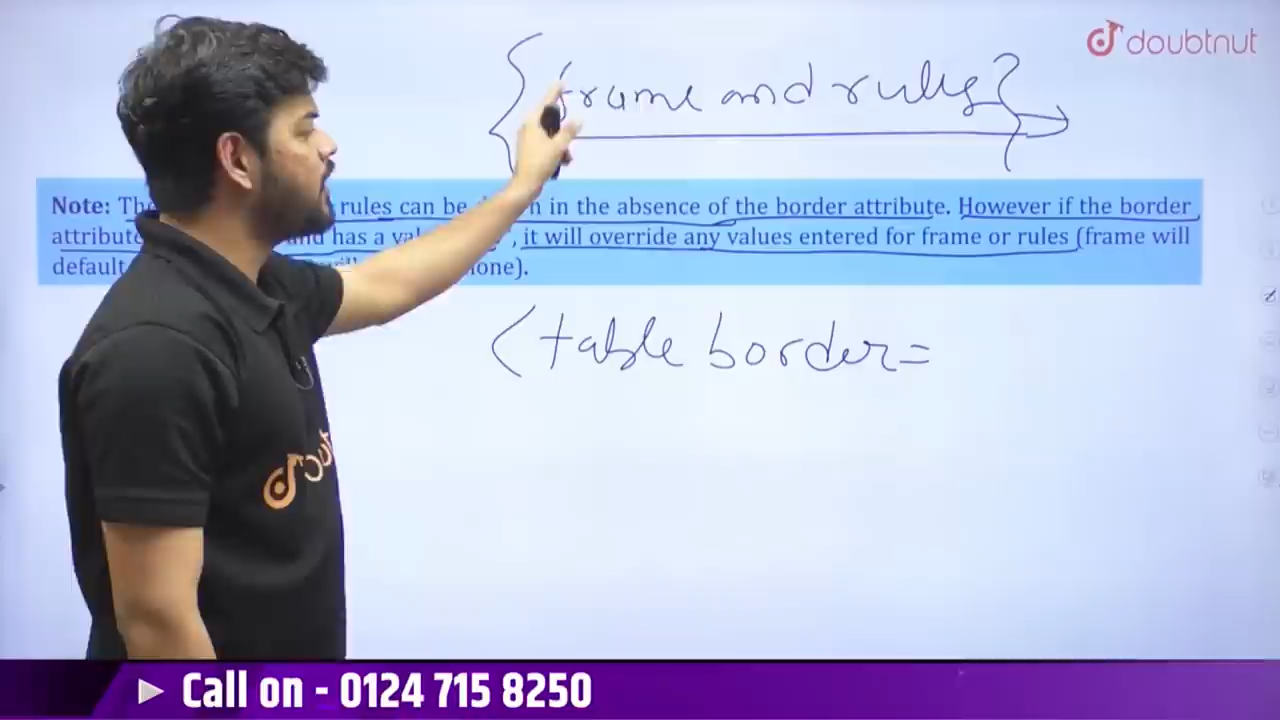 doubtnut
{frame and rules}
Note: The rules can be in the absence of the border attribute. However if the border
attribute and has a , it will override any values entered for frame or rules (frame will
default none).
(table border=
Call on - 0124 715 8250